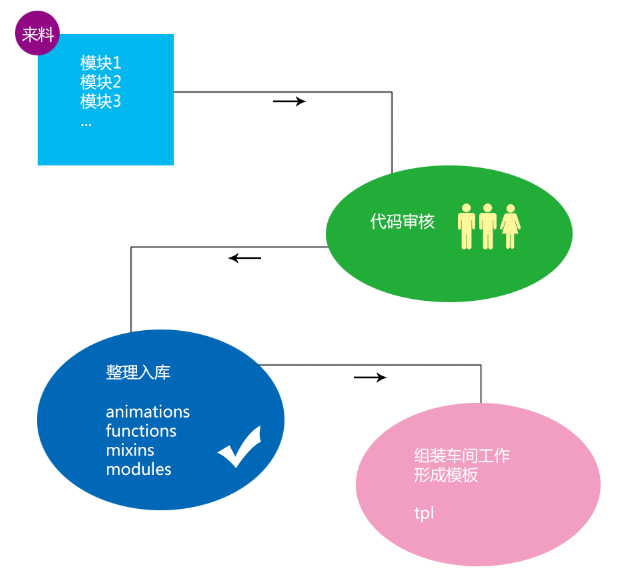 来料
模块1
模块2
模块3
...
代码审核
整理入库
animations
functions
mixins
modules
组装车间工作
形成模板
tpl